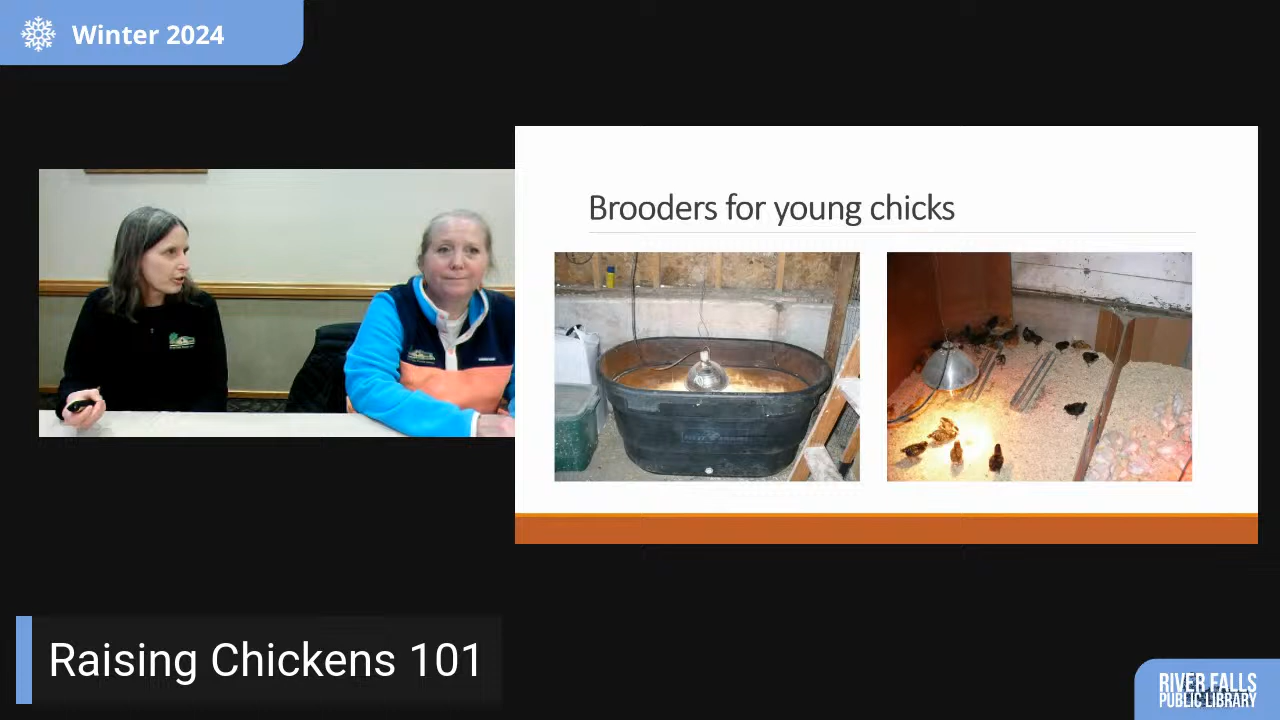 Winter 2024
Brooders for young chicks
Raising Chickens 101
RIVER FALLS
PUBLIC LIBRARY